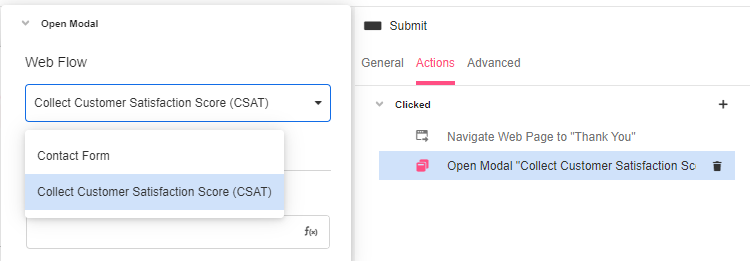 Open Modal
Web Flow
Collect Customer Satisfaction Score (CSAT)
Contact Form
Collect Customer Satisfaction Score (CSAT)
f(x)
Submit
General Actions Advanced
Clicked +
Navigate Web Page to "Thank You"
Open Modal "Collect Customer Satisfaction Sc